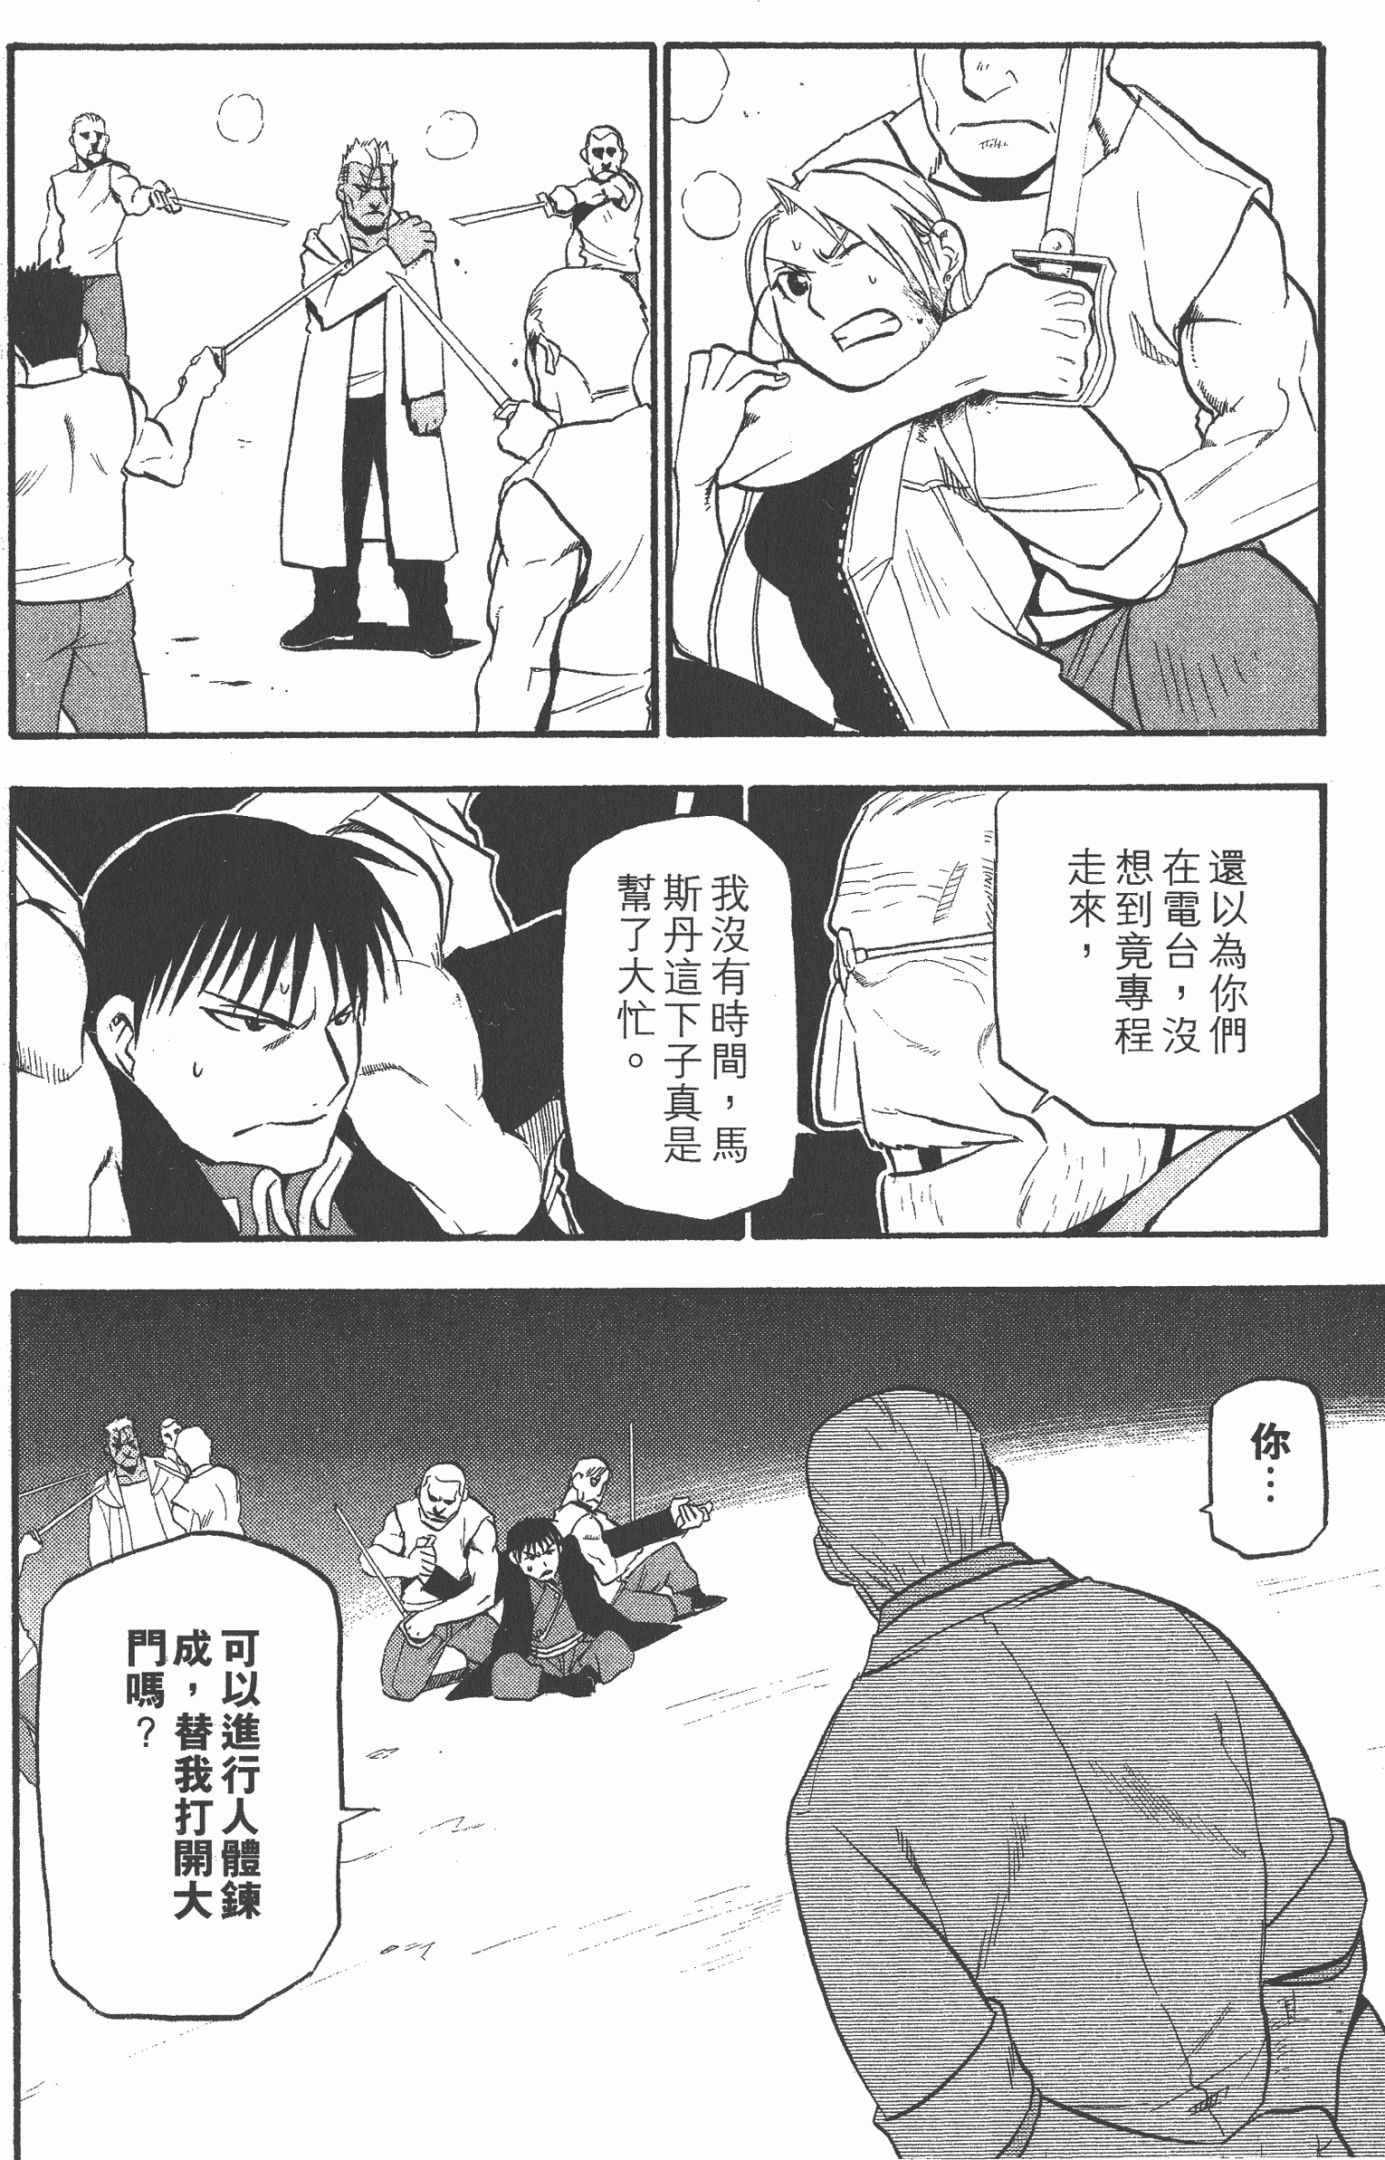 還以為你們
在電台，沒
想到竟專程
走來，
我沒有時間，馬
斯丹這下子真是
幫了大忙。
你…
可以進行人體鍊
成，替我打開大
門嗎？